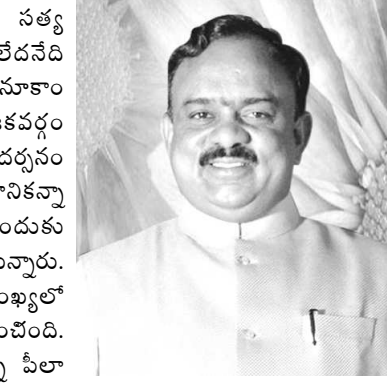 సత్య
లేదనేది
నూకాం
కవర్గం
దర్శనం
నికన్నా
ందుకు
న్నారు.
ంఖ్యలో
ంచింది.
పీలా